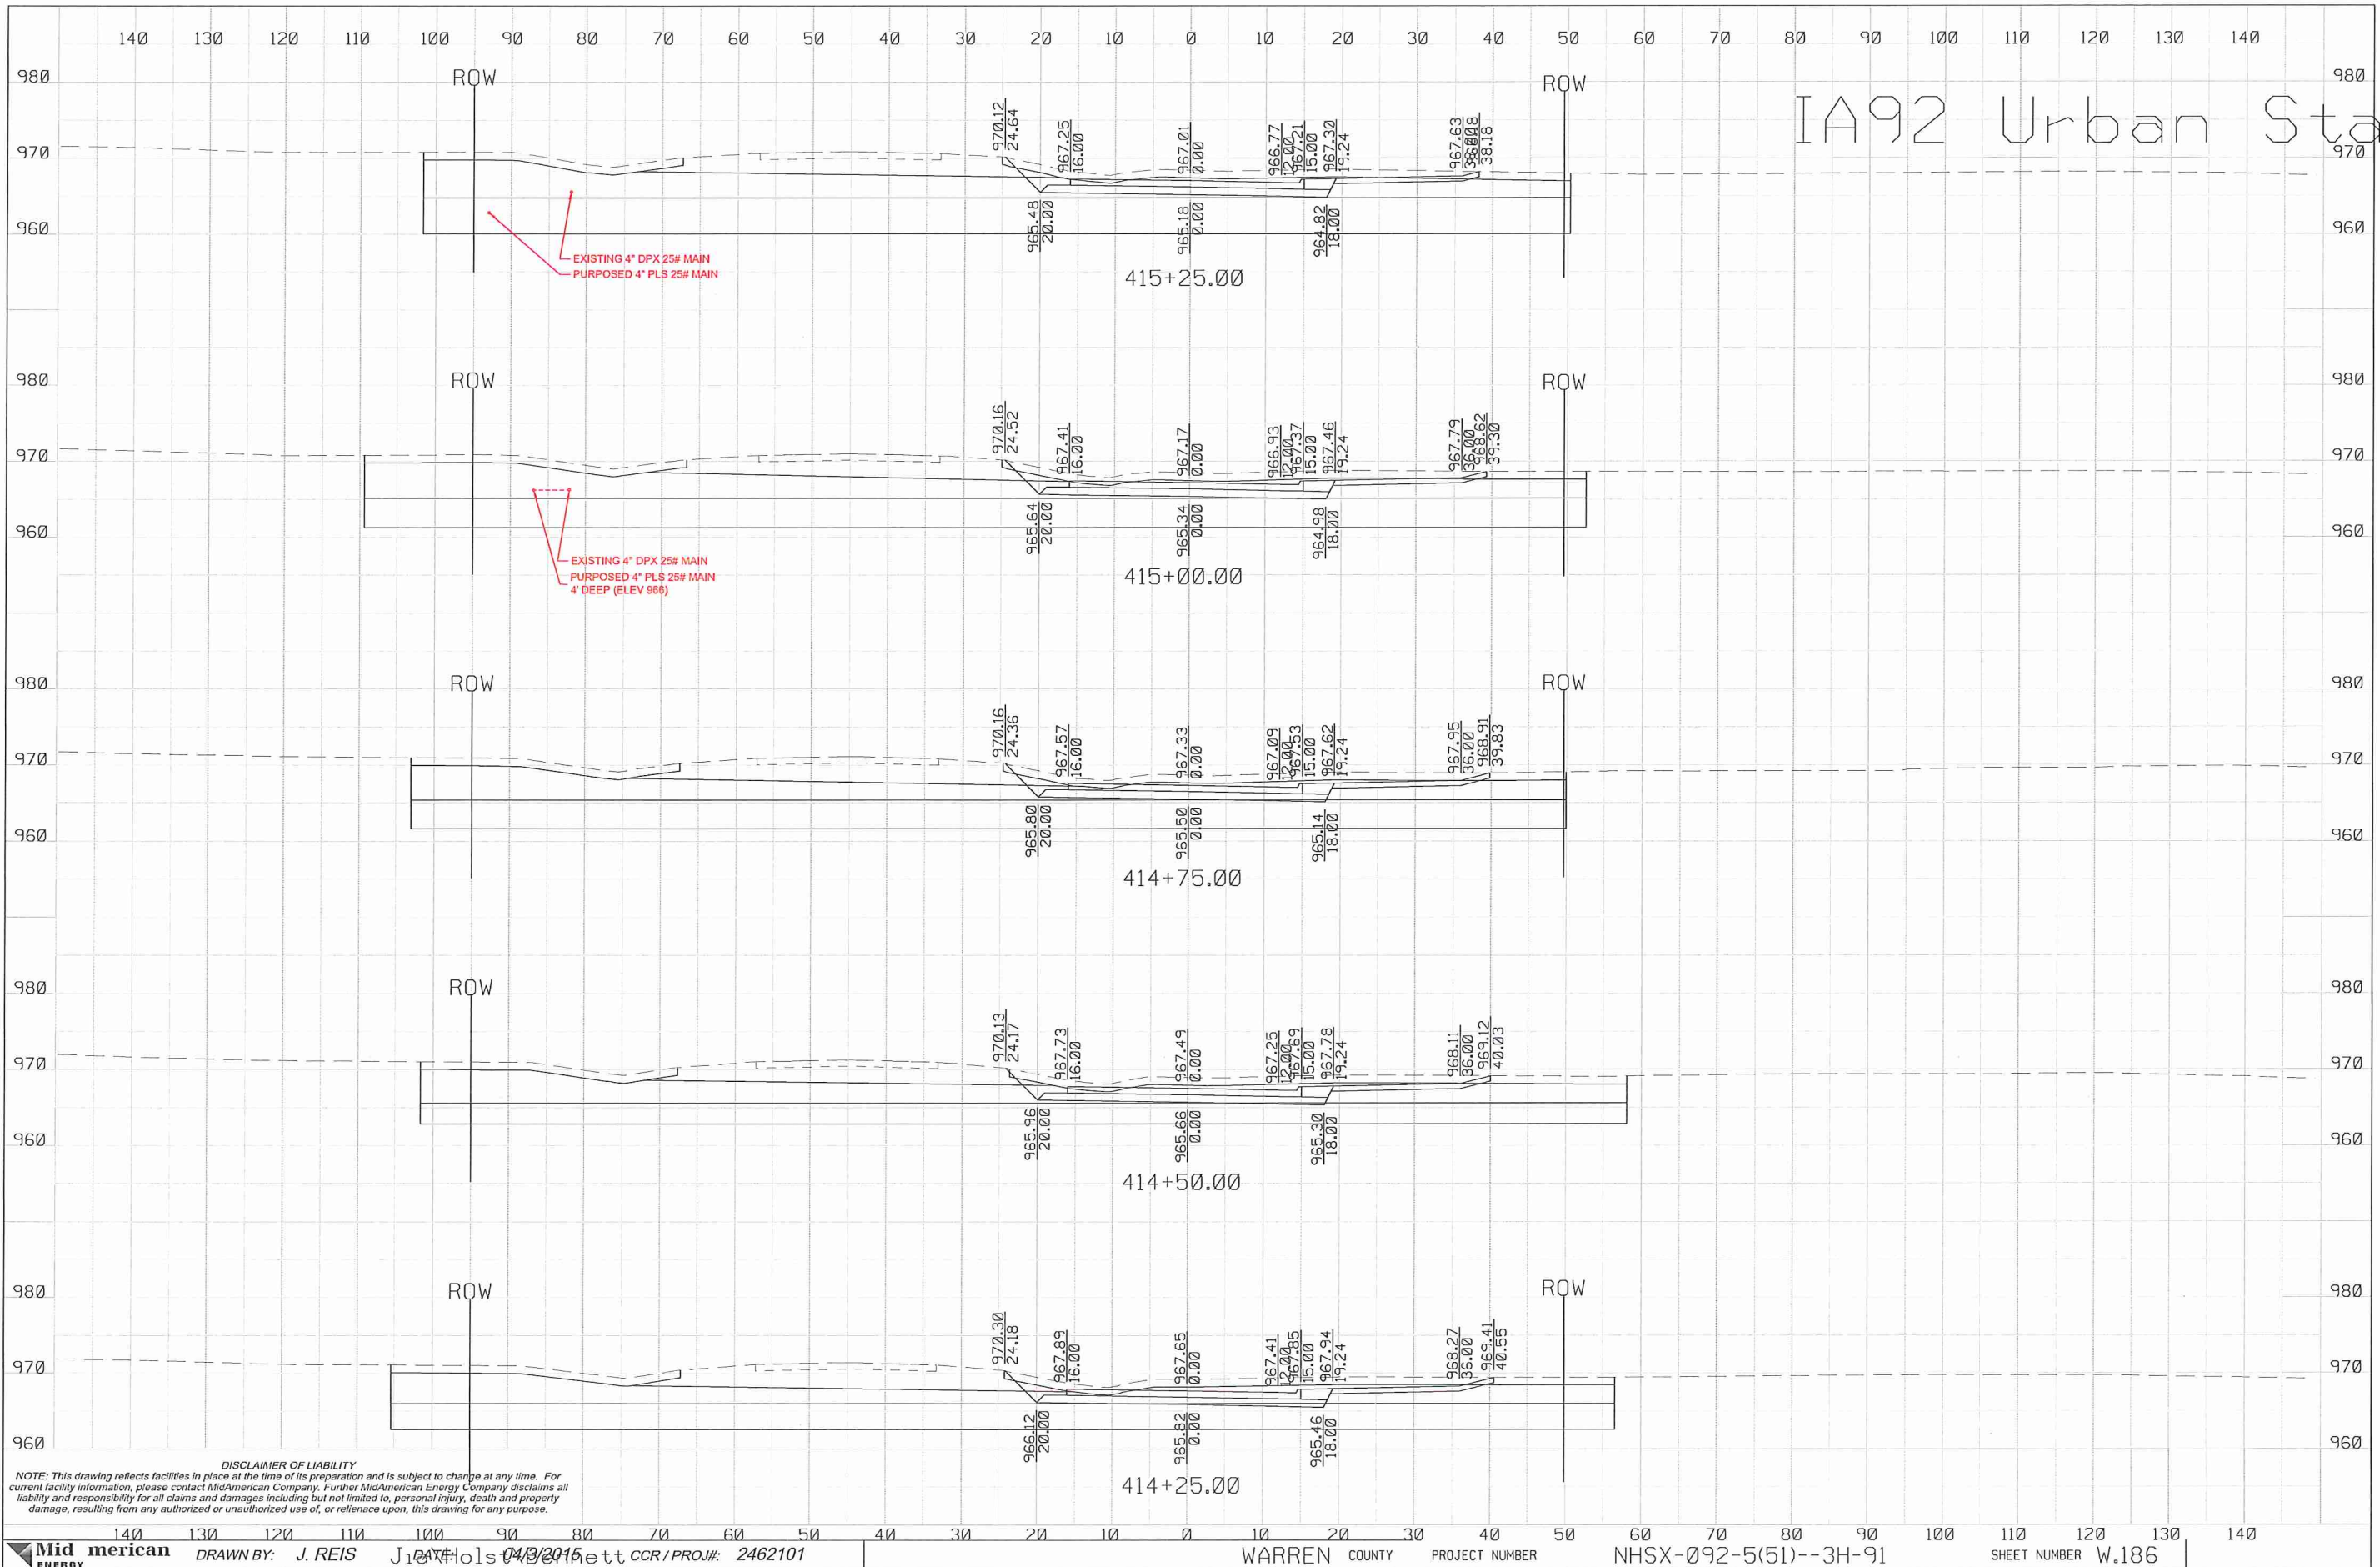 140 130 120 110 100 90 80 70 60 50 40 30 20 10 0 10 20 30 40 50 60 70 80 90 100 110 120 130 140
980 ROW ROW 980
IA92 Urban Sta
970.12 24.64 967.25 16.00 967.01 0.00 966.77 12.00 967.21 15.00 967.30 19.24 967.63 36.00 38.18
970 970
960 960
965.48 20.00 965.18 0.00 964.82 18.00
EXISTING 4" DPX 25# MAIN
PURPOSED 4" PLS 25# MAIN
415+25.00
980 ROW ROW 980
970.16 24.52 967.41 16.00 967.17 0.00 966.93 12.00 967.37 15.00 967.46 19.24 967.79 36.00 968.62 39.30
970 970
960 960
965.64 20.00 965.34 0.00 964.98 18.00
EXISTING 4" DPX 25# MAIN
PURPOSED 4" PLS 25# MAIN
4' DEEP (ELEV 966)
415+00.00
980 ROW ROW 980
970.16 24.36 967.57 16.00 967.33 0.00 967.09 12.00 967.53 15.00 967.62 19.24 967.95 36.00 968.91 39.83
970 970
960 960
965.80 20.00 965.50 0.00 965.14 18.00
414+75.00
980 ROW 980
970.13 24.17 967.73 16.00 967.49 0.00 967.25 12.00 967.69 15.00 967.78 19.24 968.11 36.00 969.12 40.03
970 970
960 960
965.96 20.00 965.66 0.00 965.30 18.00
414+50.00
980 ROW ROW 980
970.30 24.18 967.89 16.00 967.65 0.00 967.41 12.00 967.85 15.00 967.94 19.24 968.27 36.00 969.41 40.55
970 970
960 960
966.12 20.00 965.82 0.00 965.46 18.00
414+25.00
DISCLAIMER OF LIABILITY
NOTE: This drawing reflects facilities in place at the time of its preparation and is subject to change at any time. For
current facility information, please contact MidAmerican Company. Further MidAmerican Energy Company disclaims all
liability and responsibility for all claims and damages including but not limited to, personal injury, death and property
damage, resulting from any authorized or unauthorized use of, or relienace upon, this drawing for any purpose.
140 130 120 110 100 90 80 70 60 50 40 30 20 10 0 10 20 30 40 50 60 70 80 90 100 110 120 130 140
Mid merican ENERGY DRAWN BY: J. REIS DATE: 04/3/2015 CCR / PROJ#: 2462101 WARREN COUNTY PROJECT NUMBER NHSX-092-5(51)--3H-91 SHEET NUMBER W.186